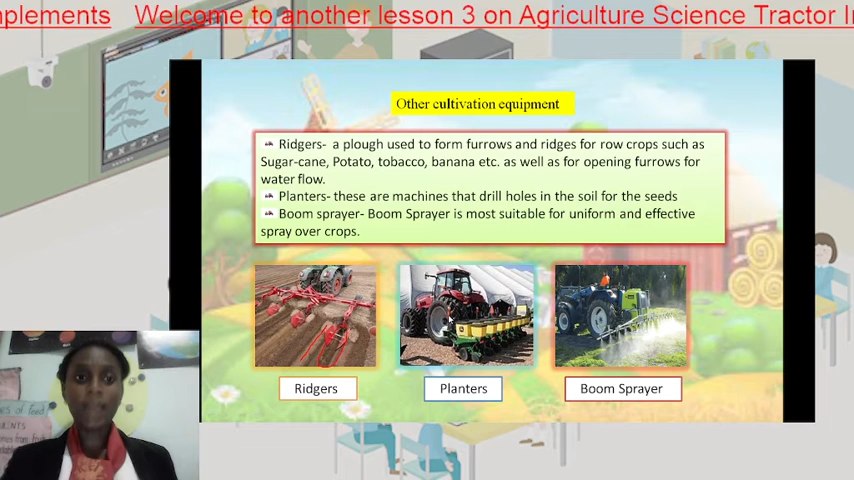 nplements Welcome to another lesson 3 on Agriculture Science Tractor I
Other cultivation equipment
Ridgers- a plough used to form furrows and ridges for row crops such as
Sugar-cane, Potato, tobacco, banana etc. as well as for opening furrows for
water flow.
Planters- these are machines that drill holes in the soil for the seeds
Boom sprayer- Boom Sprayer is most suitable for uniform and effective
spray over crops.
Ridgers
Planters
Boom Sprayer